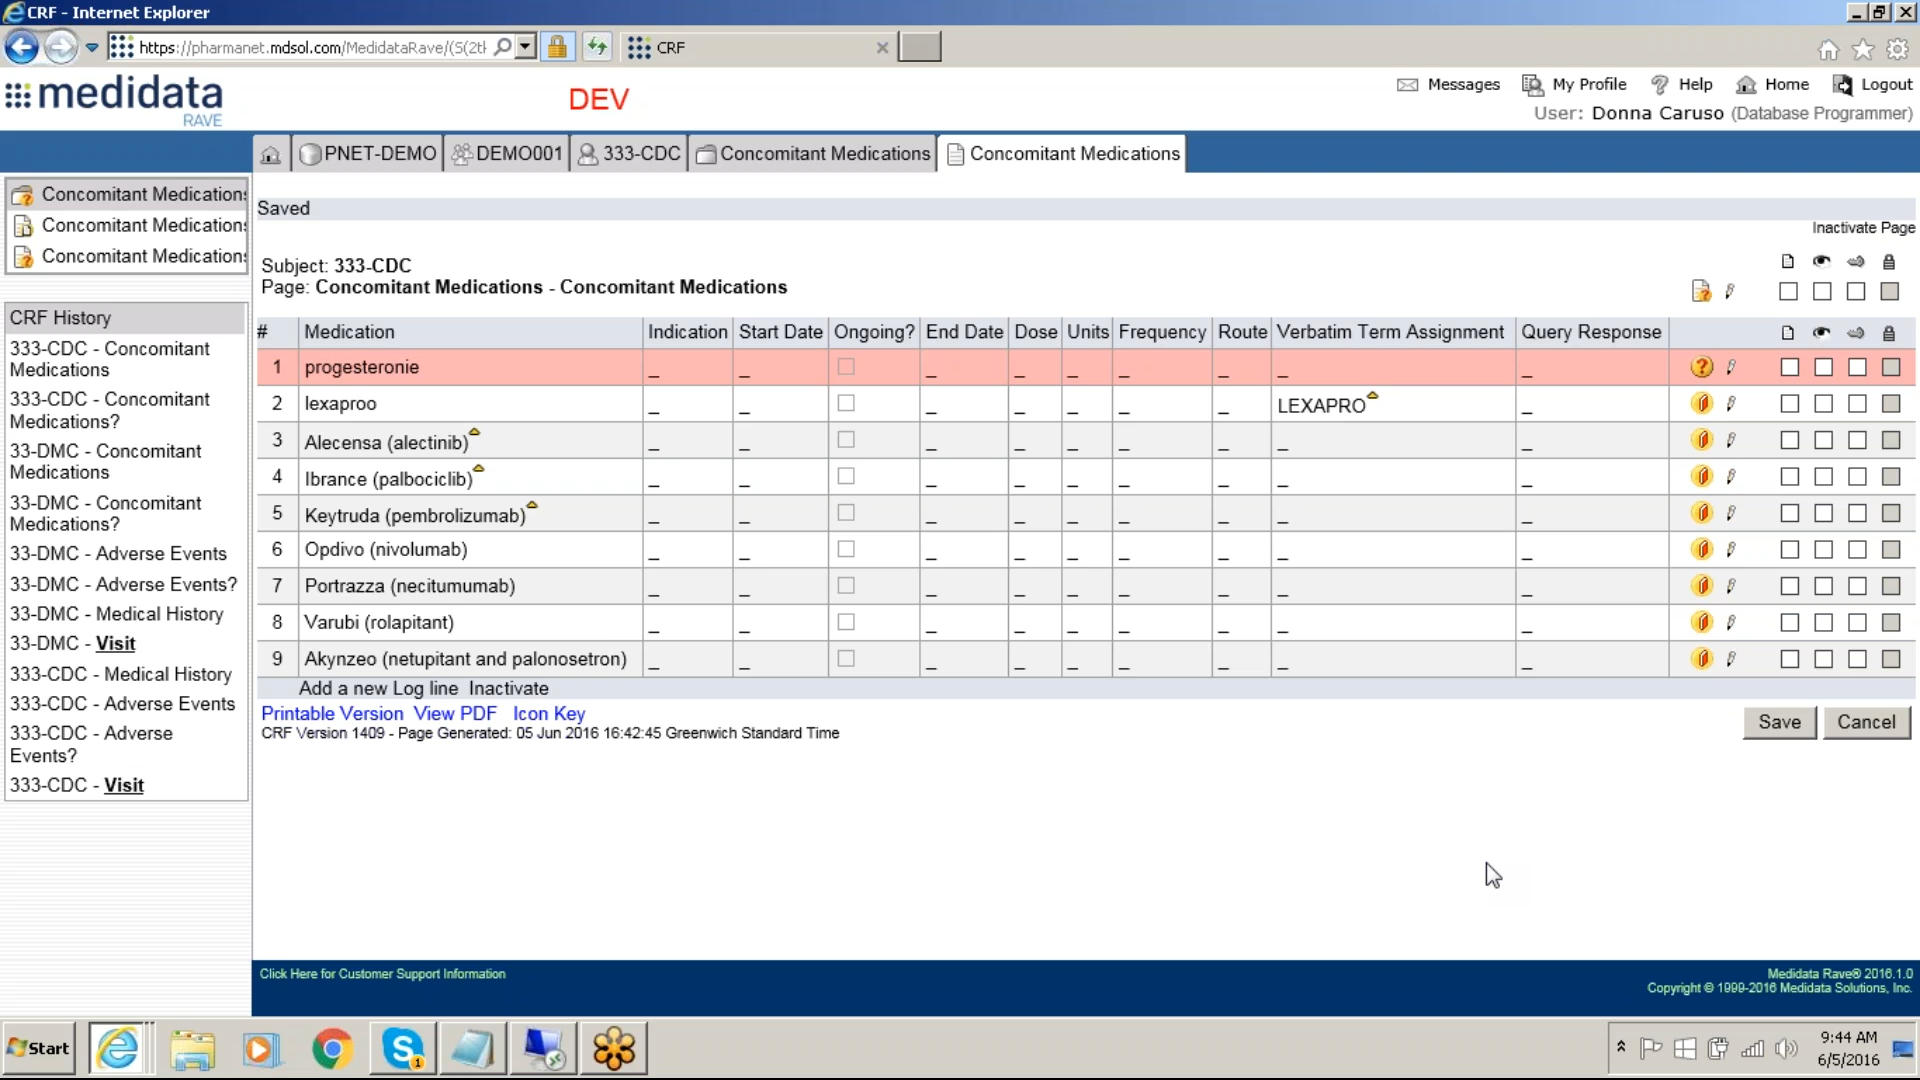 CRF - Internet Explorer
https://pharmanet.mdsol.com/MedidataRave/(S(2tl
CRF
medidata
RAVE
DEV
Messages My Profile Help Home Logout
User: Donna Caruso (Database Programmer)
PNET-DEMO DEMO001 333-CDC Concomitant Medications Concomitant Medications
Concomitant Medications
Concomitant Medications
Concomitant Medications
CRF History
333-CDC - Concomitant
Medications
333-CDC - Concomitant
Medications?
33-DMC - Concomitant
Medications
33-DMC - Concomitant
Medications?
33-DMC - Adverse Events
33-DMC - Adverse Events?
33-DMC - Medical History
33-DMC - Visit
333-CDC - Medical History
333-CDC - Adverse Events
333-CDC - Adverse
Events?
333-CDC - Visit
Saved
Inactivate Page
Subject: 333-CDC
Page: Concomitant Medications - Concomitant Medications
# Medication Indication Start Date Ongoing? End Date Dose Units Frequency Route Verbatim Term Assignment Query Response
1 progesteronie _ _ _ _ _ _ _ _ _
2 lexaproo _ _ _ _ _ _ _ LEXAPRO _
3 Alecensa (alectinib) _ _ _ _ _ _ _ _ _
4 Ibrance (palbociclib) _ _ _ _ _ _ _ _ _
5 Keytruda (pembrolizumab) _ _ _ _ _ _ _ _ _
6 Opdivo (nivolumab) _ _ _ _ _ _ _ _ _
7 Portrazza (necitumumab) _ _ _ _ _ _ _ _ _
8 Varubi (rolapitant) _ _ _ _ _ _ _ _ _
9 Akynzeo (netupitant and palonosetron) _ _ _ _ _ _ _ _ _
Add a new Log line Inactivate
Printable Version View PDF Icon Key
CRF Version 1409 - Page Generated: 05 Jun 2016 16:42:45 Greenwich Standard Time
Save Cancel
Click Here for Customer Support Information
Medidata Rave® 2016.1.0
Copyright © 1999-2016 Medidata Solutions, Inc.
Start
1
9:44 AM
6/5/2016